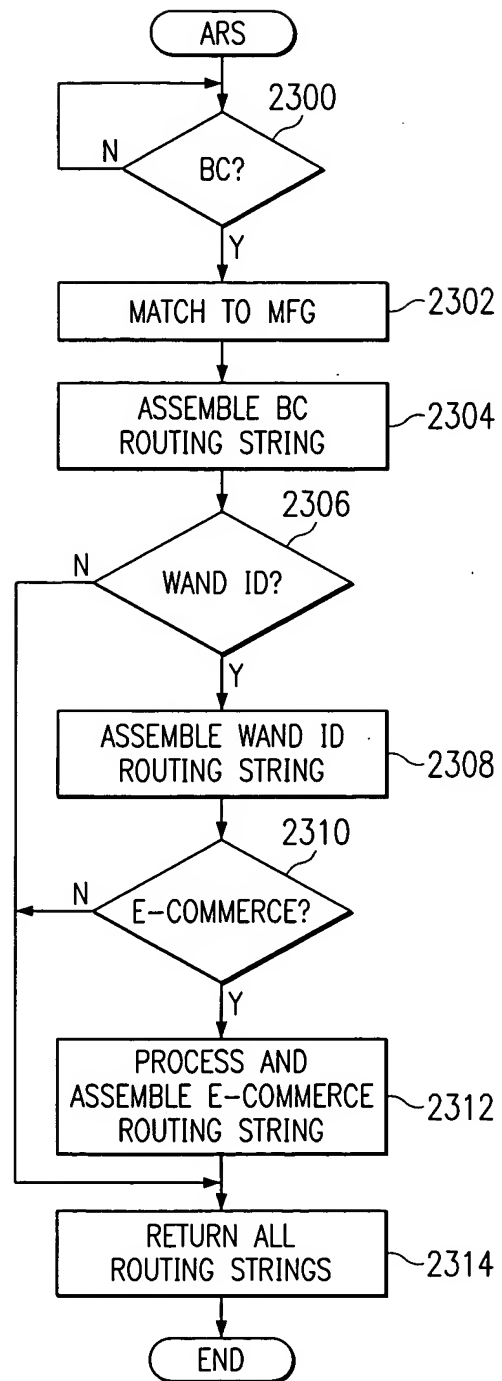 ARS
2300
N
BC?
Y
MATCH TO MFG
2302
ASSEMBLE BC
ROUTING STRING
2304
2306
N
WAND ID?
Y
ASSEMBLE WAND ID
ROUTING STRING
2308
2310
N
E-COMMERCE?
Y
PROCESS AND
ASSEMBLE E-COMMERCE
ROUTING STRING
2312
RETURN ALL
ROUTING STRINGS
2314
END